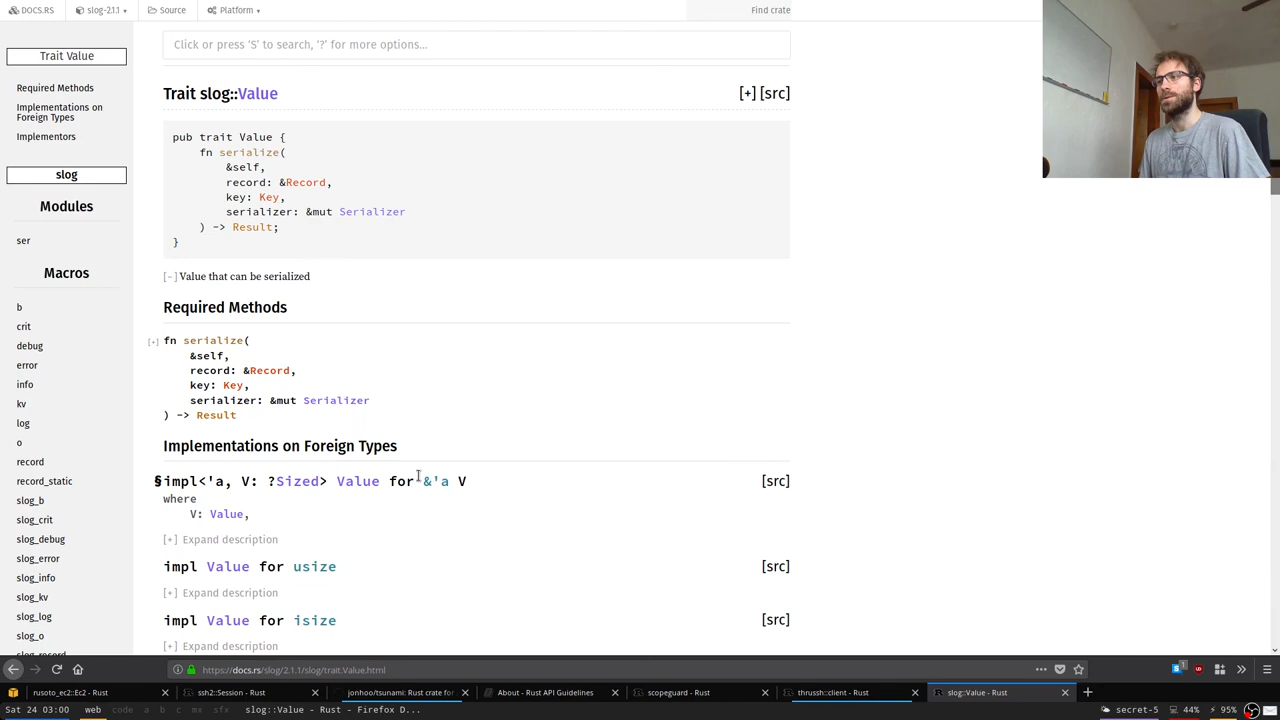 DOCS.RS
slog-2.1.1
Source
Platform
Find crate
Click or press ‘S’ to search, ‘?’ for more options…
Trait Value
Required Methods
Implementations on
Foreign Types
Implementors
slog
Modules
ser
Macros
b
crit
debug
error
info
kv
log
o
record
record_static
slog_b
slog_crit
slog_debug
slog_error
slog_info
slog_kv
slog_log
slog_o
Trait slog::Value
[+] [src]
pub trait Value {
fn serialize(
&self,
record: &Record,
key: Key,
serializer: &mut Serializer
) -> Result;
}
[-] Value that can be serialized
Required Methods
[+] fn serialize(
&self,
record: &Record,
key: Key,
serializer: &mut Serializer
) -> Result
Implementations on Foreign Types
§impl<'a, V: ?Sized> Value for &'a V [src]
where
V: Value,
[+] Expand description
impl Value for usize [src]
[+] Expand description
impl Value for isize [src]
[+] Expand description
https://docs.rs/slog/2.1.1/slog/trait.Value.html
rusoto_ec2::Ec2 - Rust
ssh2::Session - Rust
jonhoo/tsunami: Rust crate for
About - Rust API Guidelines
scopeguard - Rust
thrussh::client - Rust
slog::Value - Rust
Sat 24 03:00 web code a b c mx sfx slog::Value - Rust - Firefox D... secret-5 44% 95%